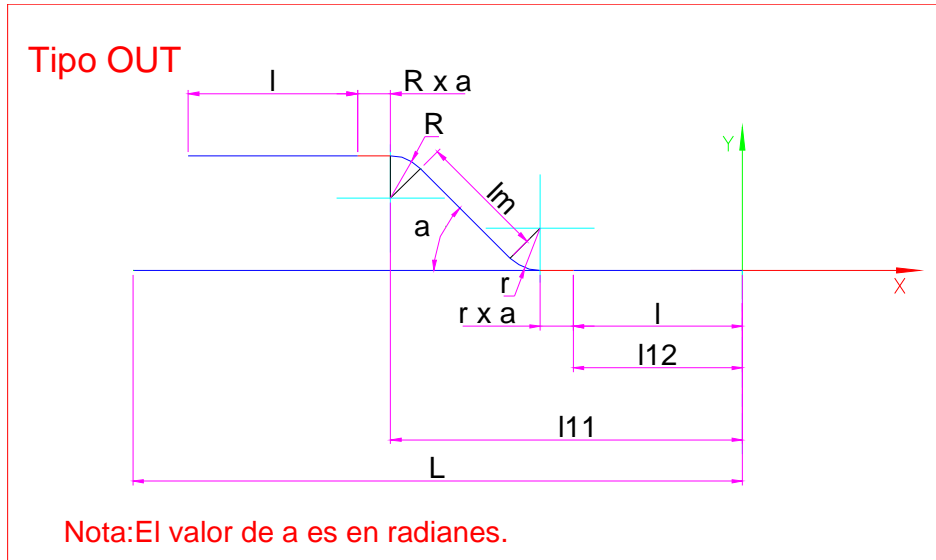 Tipo OUT
l
R x a
R
lm
a
Y
r
X
r x a
l
l12
l11
L
Nota:El valor de a es en radianes.